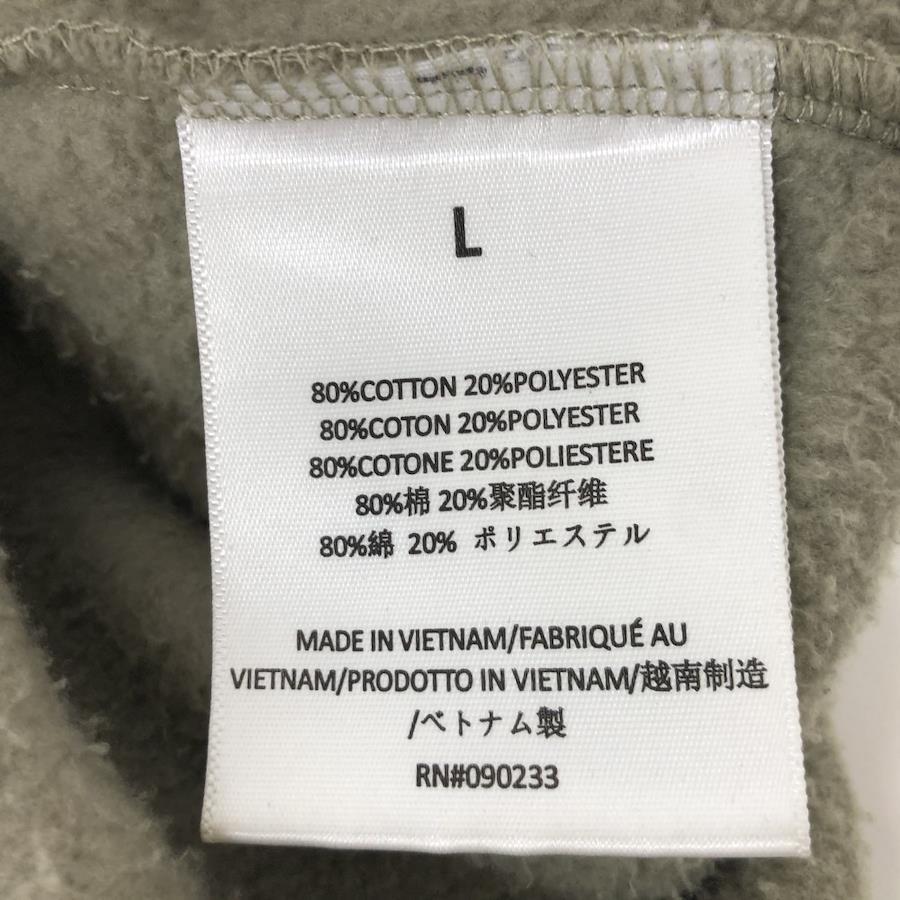 L
80%COTTON 20%POLYESTER
80%COTON 20%POLYESTER
80%COTONE 20%POLIESTERE
80%棉 20%聚酯纤维
80%綿 20% ポリエステル
MADE IN VIETNAM/FABRIQUÉ AU
VIETNAM/PRODOTTO IN VIETNAM/越南制造
/ベトナム製
RN#090233